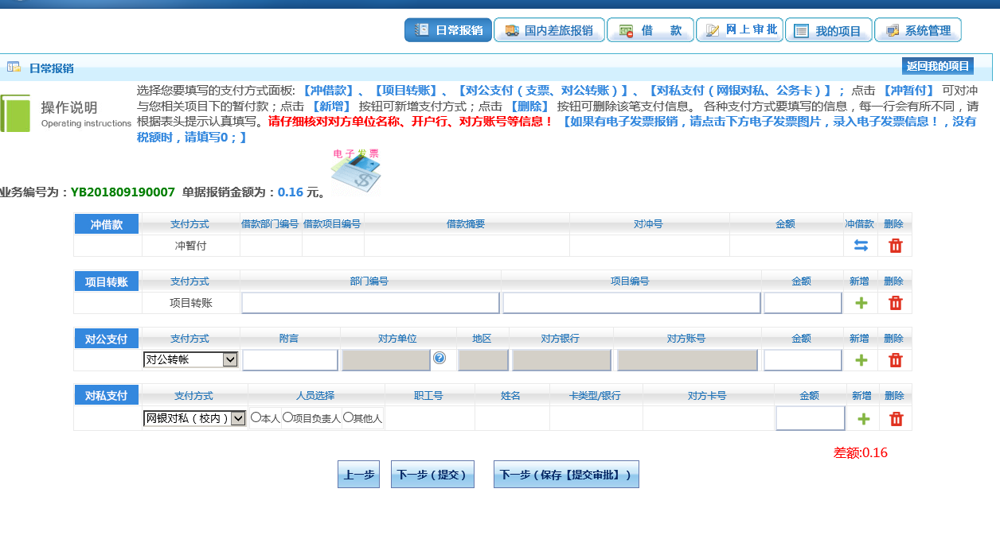 日常报销 国内差旅报销 借 款 网上审批 我的项目 系统管理
日常报销 返回我的项目
操作说明
Operating instructions
选择您要填写的支付方式面板: 【冲借款】、【项目转账】、【对公支付（支票、对公转账）】、【对私支付（网银对私、公务卡）】； 点击 【冲暂付】 可对冲
与您相关项目下的暂付款；点击 【新增】 按钮可新增支付方式；点击 【删除】 按钮可删除该笔支付信息。 各种支付方式要填写的信息，每一行会有所不同，请
根据表头提示认真填写。请仔细核对对方单位名称、开户行、对方账号等信息！ 【如果有电子发票报销，请点击下方电子发票图片，录入电子发票信息！，没有
税额时，请填写0；】
电子发票
业务编号为：YB201809190007 单据报销金额为：0.16 元。
冲借款 支付方式 借款部门编号 借款项目编号 借款摘要 对冲号 金额 冲借款 删除
冲暂付
项目转账 支付方式 部门编号 项目编号 金额 新增 删除
项目转账
对公支付 支付方式 附言 对方单位 地区 对方银行 对方账号 金额 新增 删除
对公转帐
对私支付 支付方式 人员选择 职工号 姓名 卡类型/银行 对方卡号 金额 新增 删除
网银对私（校内） 本人 项目负责人 其他人
差额:0.16
上一步 下一步（提交） 下一步（保存【提交审批】）